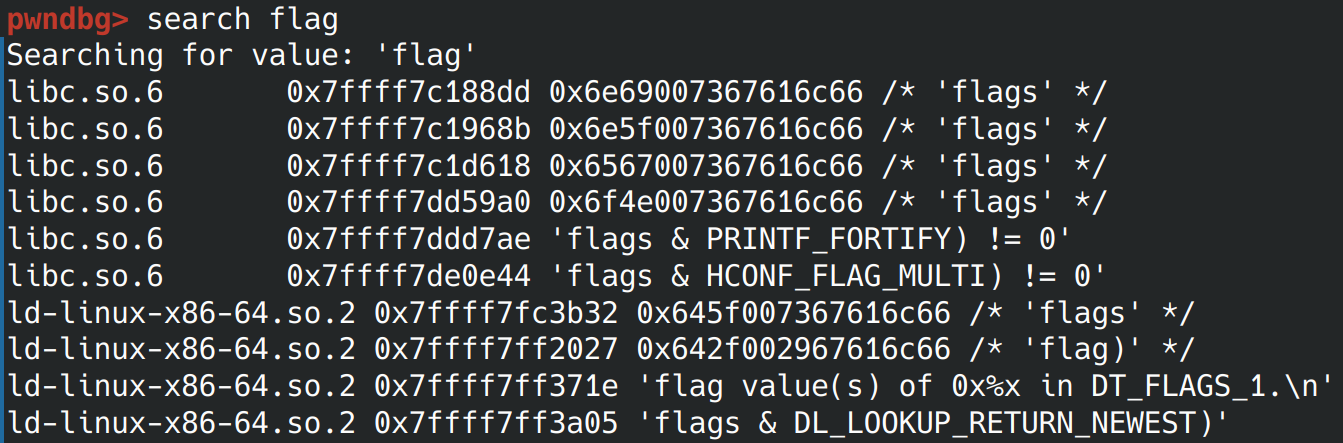 pwndbg> search flag
Searching for value: 'flag'
libc.so.6       0x7ffff7c188dd 0x6e69007367616c66 /* 'flags' */
libc.so.6       0x7ffff7c1968b 0x6e5f007367616c66 /* 'flags' */
libc.so.6       0x7ffff7c1d618 0x6567007367616c66 /* 'flags' */
libc.so.6       0x7ffff7dd59a0 0x6f4e007367616c66 /* 'flags' */
libc.so.6       0x7ffff7ddd7ae 'flags & PRINTF_FORTIFY) != 0'
libc.so.6       0x7ffff7de0e44 'flags & HCONF_FLAG_MULTI) != 0'
ld-linux-x86-64.so.2 0x7ffff7fc3b32 0x645f007367616c66 /* 'flags' */
ld-linux-x86-64.so.2 0x7ffff7ff2027 0x642f002967616c66 /* 'flag)' */
ld-linux-x86-64.so.2 0x7ffff7ff371e 'flag value(s) of 0x%x in DT_FLAGS_1.\n'
ld-linux-x86-64.so.2 0x7ffff7ff3a05 'flags & DL_LOOKUP_RETURN_NEWEST)'